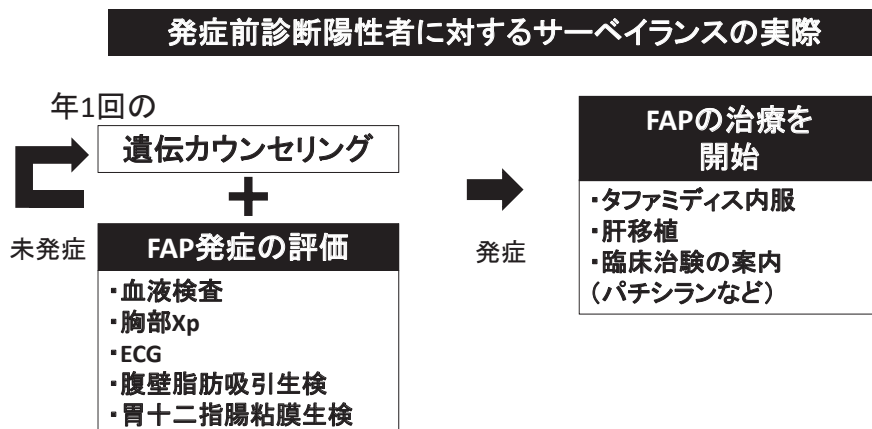 発症前診断陽性者に対するサーベイランスの実際
年1回の
遺伝カウンセリング
+
未発症
FAP発症の評価
・血液検査
・胸部Xp
・ECG
・腹壁脂肪吸引生検
・胃十二指腸粘膜生検
発症
FAPの治療を
開始
・タファミディス内服
・肝移植
・臨床治験の案内
(パチシランなど)